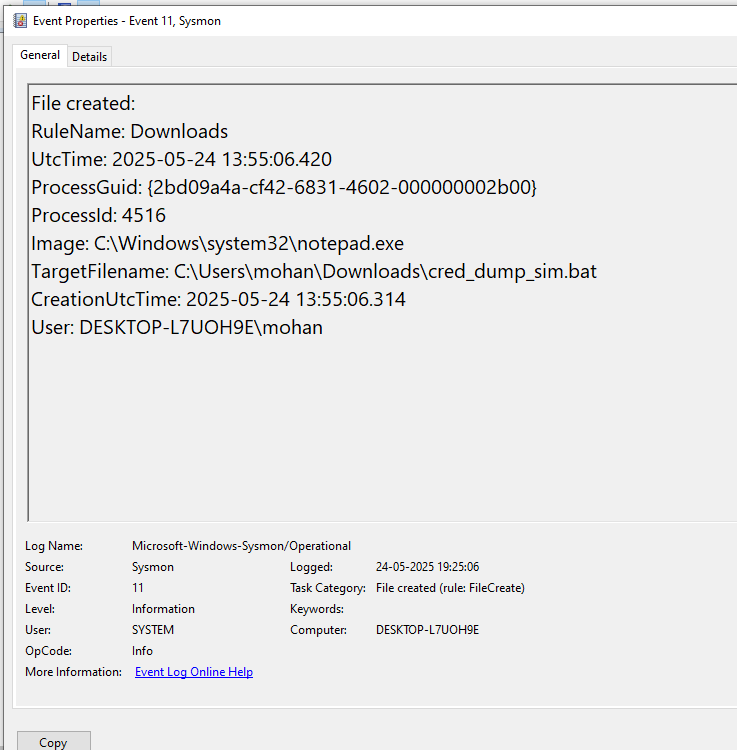 Event Properties - Event 11, Sysmon
General Details
File created:
RuleName: Downloads
UtcTime: 2025-05-24 13:55:06.420
ProcessGuid: {2bd09a4a-cf42-6831-4602-000000002b00}
ProcessId: 4516
Image: C:\Windows\system32\notepad.exe
TargetFilename: C:\Users\mohan\Downloads\cred_dump_sim.bat
CreationUtcTime: 2025-05-24 13:55:06.314
User: DESKTOP-L7UOH9E\mohan
Log Name: Microsoft-Windows-Sysmon/Operational
Source: Sysmon Logged: 24-05-2025 19:25:06
Event ID: 11 Task Category: File created (rule: FileCreate)
Level: Information Keywords:
User: SYSTEM Computer: DESKTOP-L7UOH9E
OpCode: Info
More Information: Event Log Online Help
Copy